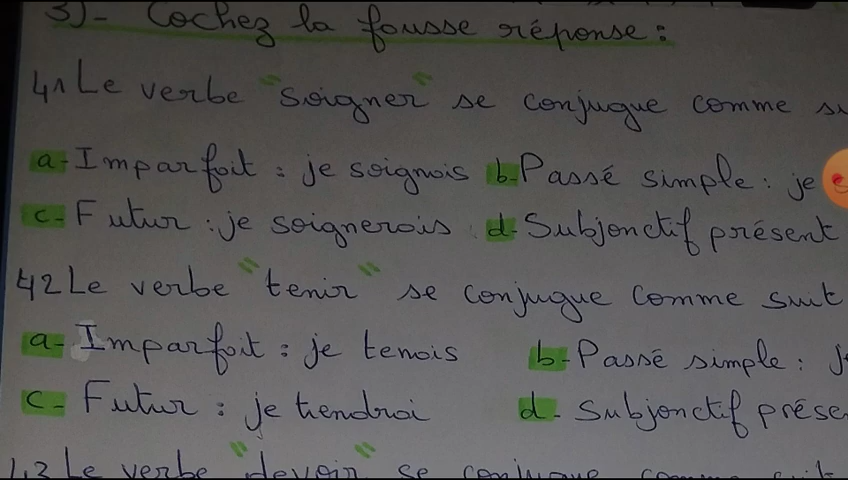 3)- Cochez la fausse réponse :
41 Le verbe "soigner" se conjugue comme
a- Imparfait : je soignais b- Passé simple : je
c- Futur : je soignerais d- Subjonctif présent
42 Le verbe "tenir" se conjugue comme suit
a- Imparfait : je tenais b- Passé simple :
c- Futur : je tiendrai d- Subjonctif
Le verbe "devoir" se conjugue comme suit